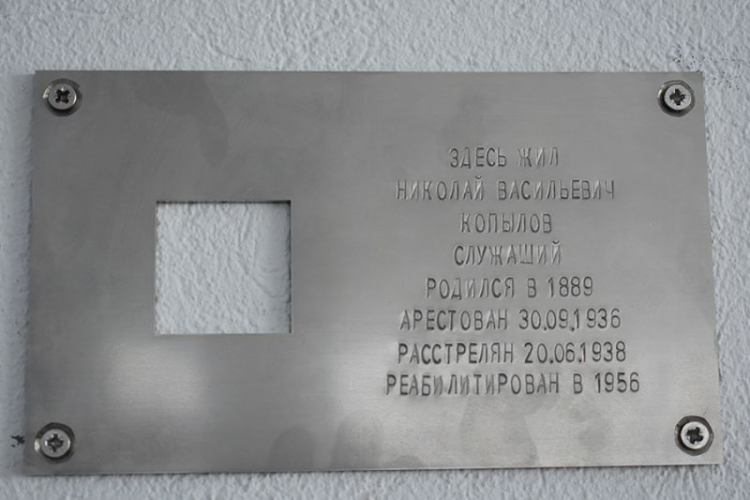 ЗДЕСЬ ЖИЛ
НИКОЛАЙ ВАСИЛЬЕВИЧ
КОПЫЛОВ
СЛУЖАЩИЙ
РОДИЛСЯ В 1889
АРЕСТОВАН 30.09.1936
РАССТРЕЛЯН 20.06.1938
РЕАБИЛИТИРОВАН В 1956